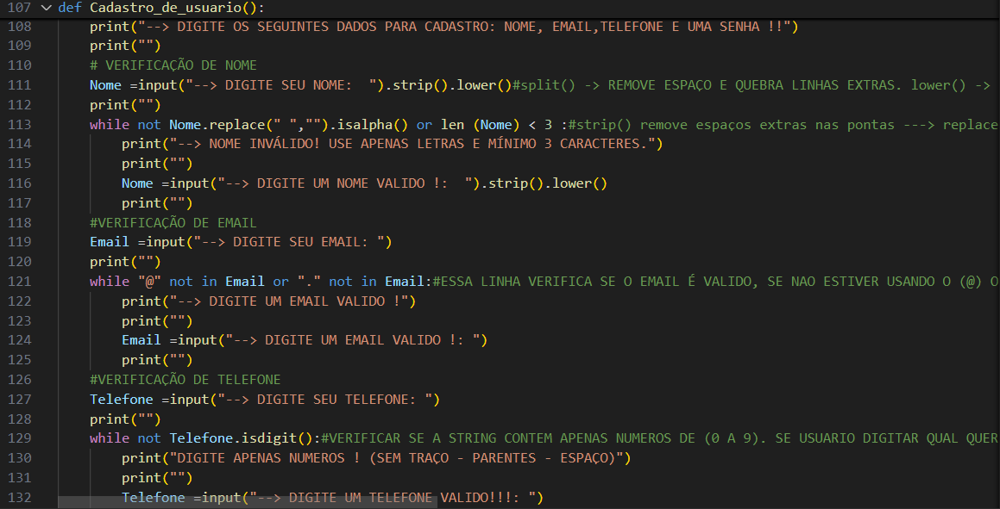 107 def Cadastro_de_usuario():
108     print("--> DIGITE OS SEGUINTES DADOS PARA CADASTRO: NOME, EMAIL,TELEFONE E UMA SENHA !!")
109     print("")
110     # VERIFICAÇÃO DE NOME
111     Nome =input("--> DIGITE SEU NOME:  ").strip().lower()#split() -> REMOVE ESPAÇO E QUEBRA LINHAS EXTRAS. lower() ->
112     print("")
113     while not Nome.replace(" ","").isalpha() or len (Nome) < 3 :#strip() remove espaços extras nas pontas ---> replace
114         print("--> NOME INVÁLIDO! USE APENAS LETRAS E MÍNIMO 3 CARACTERES.")
115         print("")
116         Nome =input("--> DIGITE UM NOME VALIDO !:  ").strip().lower()
117         print("")
118     #VERIFICAÇÃO DE EMAIL
119     Email =input("--> DIGITE SEU EMAIL: ")
120     print("")
121     while "@" not in Email or "." not in Email:#ESSA LINHA VERIFICA SE O EMAIL É VALIDO, SE NAO ESTIVER USANDO O (@) O
122         print("--> DIGITE UM EMAIL VALIDO !")
123         print("")
124         Email =input("--> DIGITE UM EMAIL VALIDO !: ")
125         print("")
126     #VERIFICAÇÃO DE TELEFONE
127     Telefone =input("--> DIGITE SEU TELEFONE: ")
128     print("")
129     while not Telefone.isdigit():#VERIFICAR SE A STRING CONTEM APENAS NUMEROS DE (0 A 9). SE USUARIO DIGITAR QUAL QUER
130         print("DIGITE APENAS NUMEROS ! (SEM TRAÇO - PARENTES - ESPAÇO)")
131         print("")
132         Telefone =input("--> DIGITE UM TELEFONE VALIDO!!!: ")